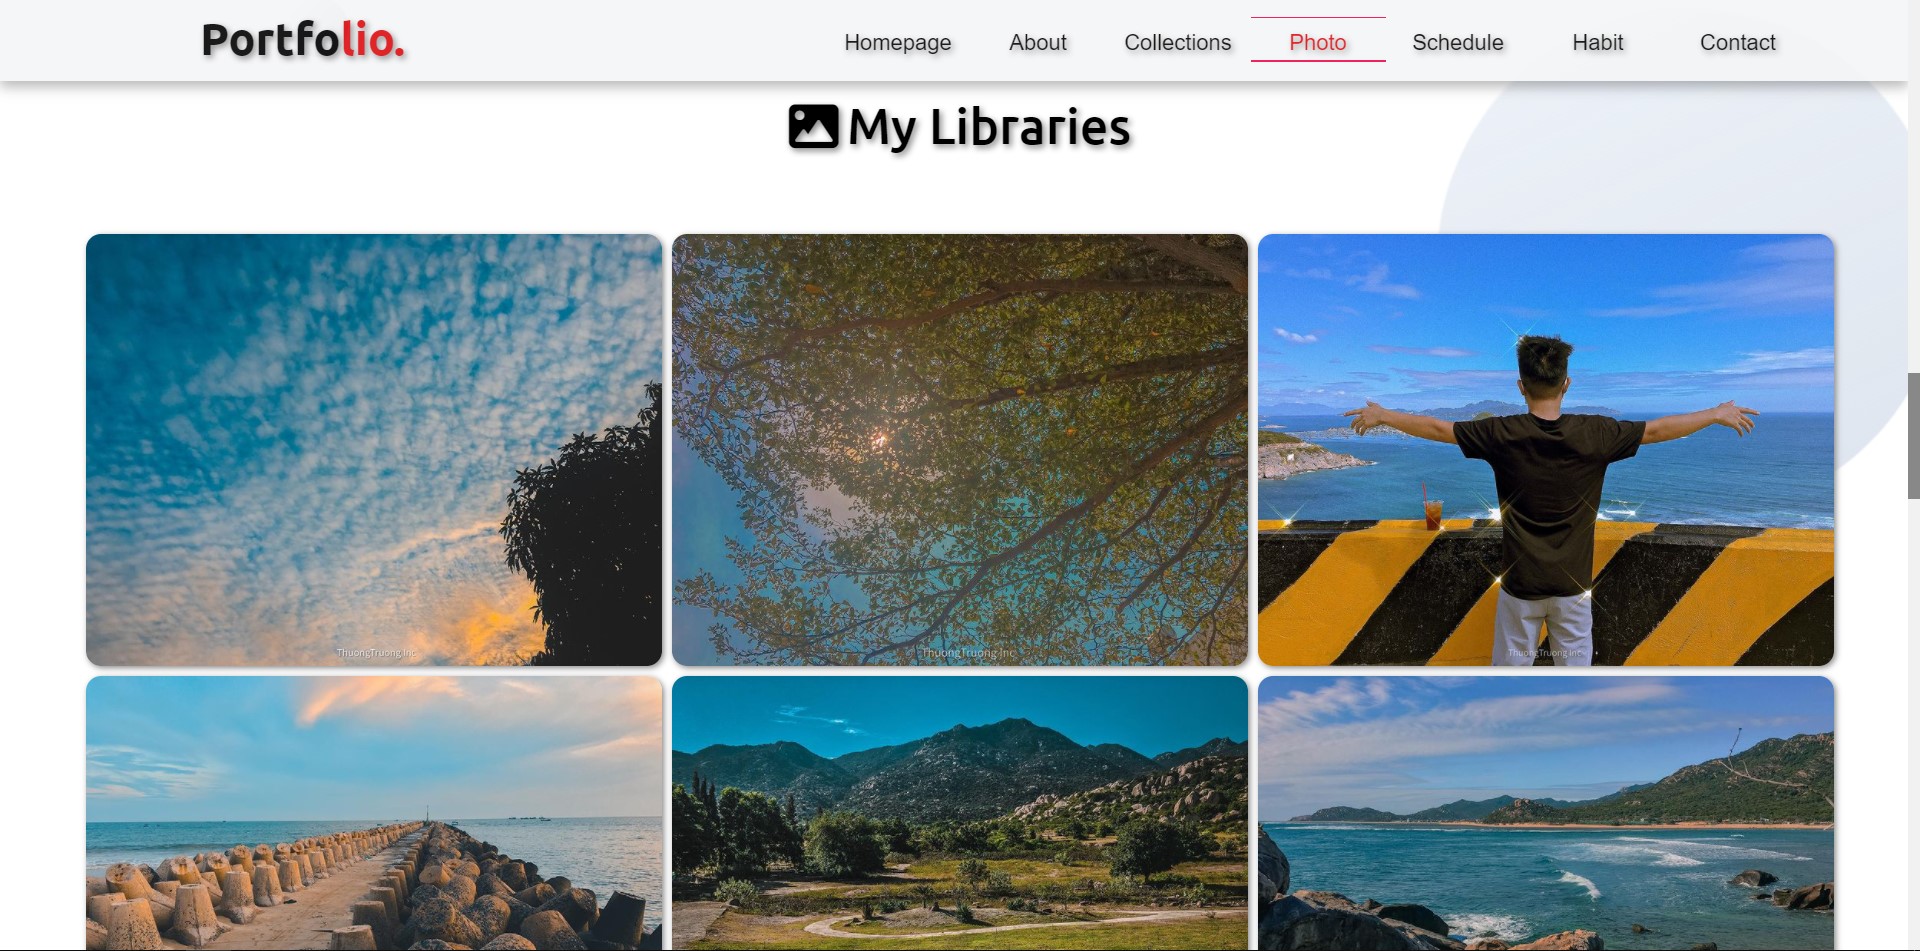 Portfolio.
Homepage
About
Collections
Photo
Schedule
Habit
Contact
My Libraries
ThuongTruong.Inc
ThuongTruong.Inc
ThuongTruong.Inc